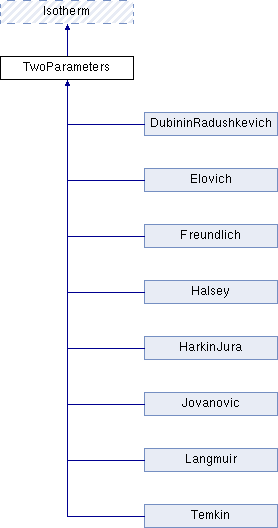 Isotherm
TwoParameters
DubininRadushkevich
Elovich
Freundlich
Halsey
HarkinJura
Jovanovic
Langmuir
Temkin